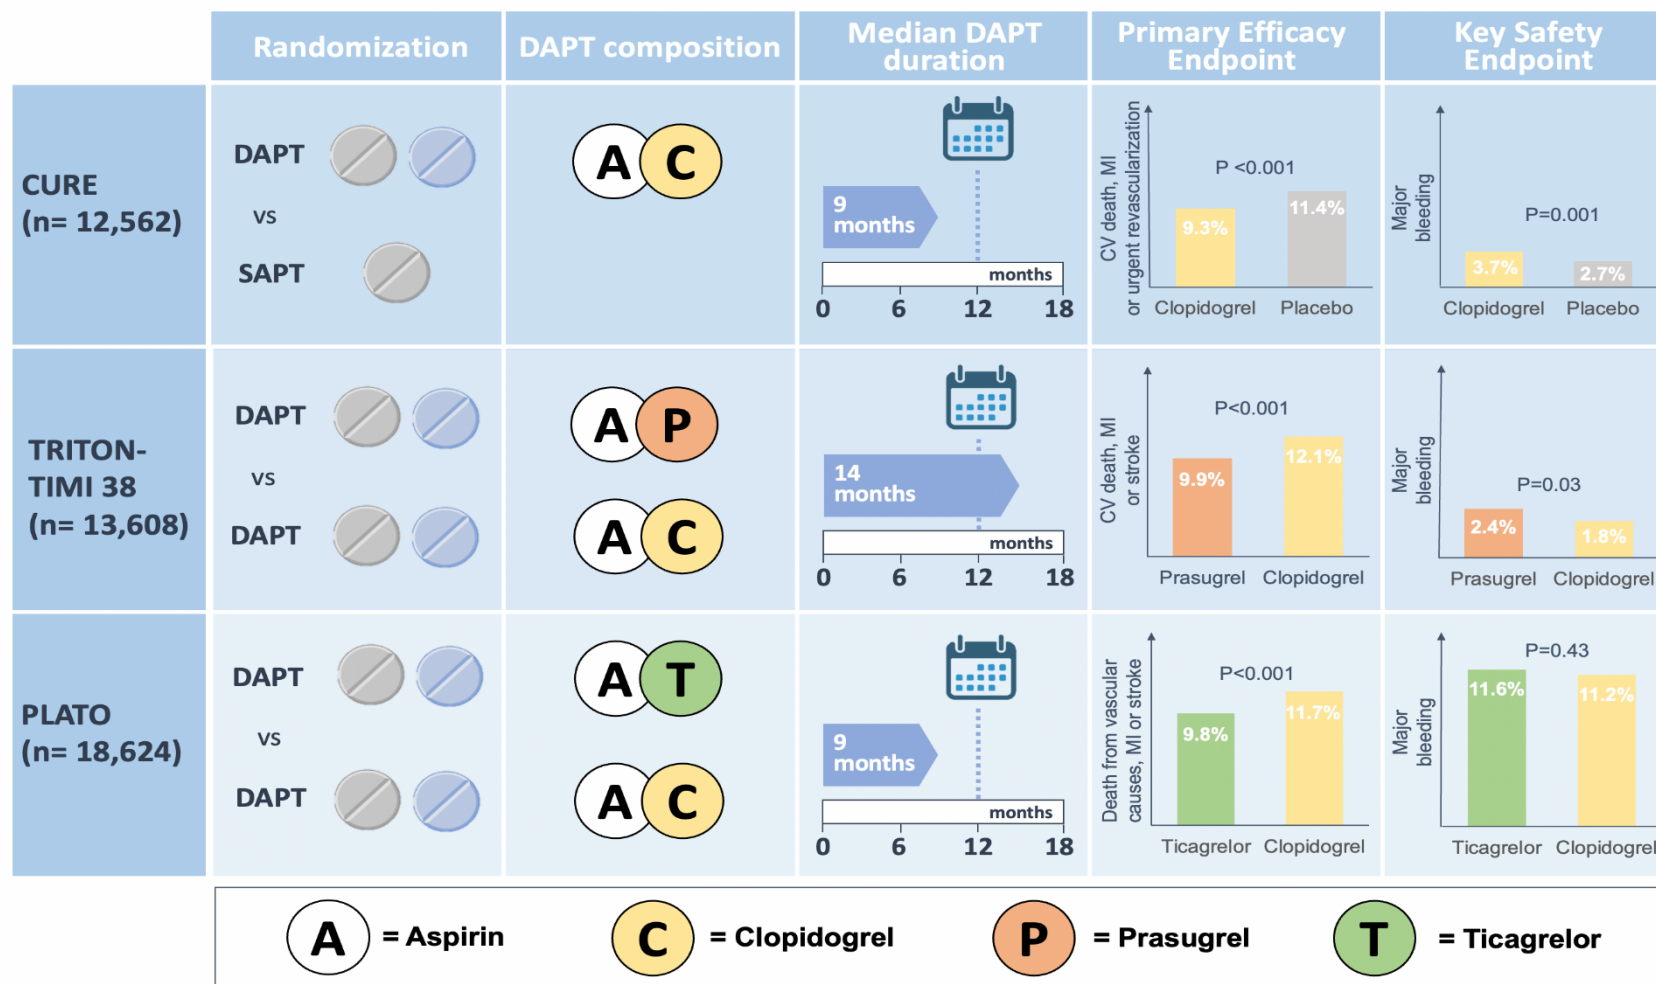 Randomization
DAPT composition
Median DAPT
duration
Primary Efficacy
Endpoint
Key Safety
Endpoint
CURE
(n= 12,562)
DAPT
vs
SAPT
A C
9
months
months
0 6 12 18
CV death, MI
or urgent revascularization
P <0.001
9.3%
11.4%
Clopidogrel Placebo
Major
bleeding
P=0.001
3.7%
2.7%
Clopidogrel Placebo
TRITON-
TIMI 38
(n= 13,608)
DAPT
vs
DAPT
A P
A C
14
months
months
0 6 12 18
CV death, MI
or stroke
P<0.001
9.9%
12.1%
Prasugrel Clopidogrel
Major
bleeding
P=0.03
2.4%
1.8%
Prasugrel Clopidogrel
PLATO
(n= 18,624)
DAPT
vs
DAPT
A T
A C
9
months
months
0 6 12 18
Death from vascular
causes, MI or stroke
P<0.001
9.8%
11.7%
Ticagrelor Clopidogrel
Major
bleeding
P=0.43
11.6%
11.2%
Ticagrelor Clopidogrel
A = Aspirin
C = Clopidogrel
P = Prasugrel
T = Ticagrelor